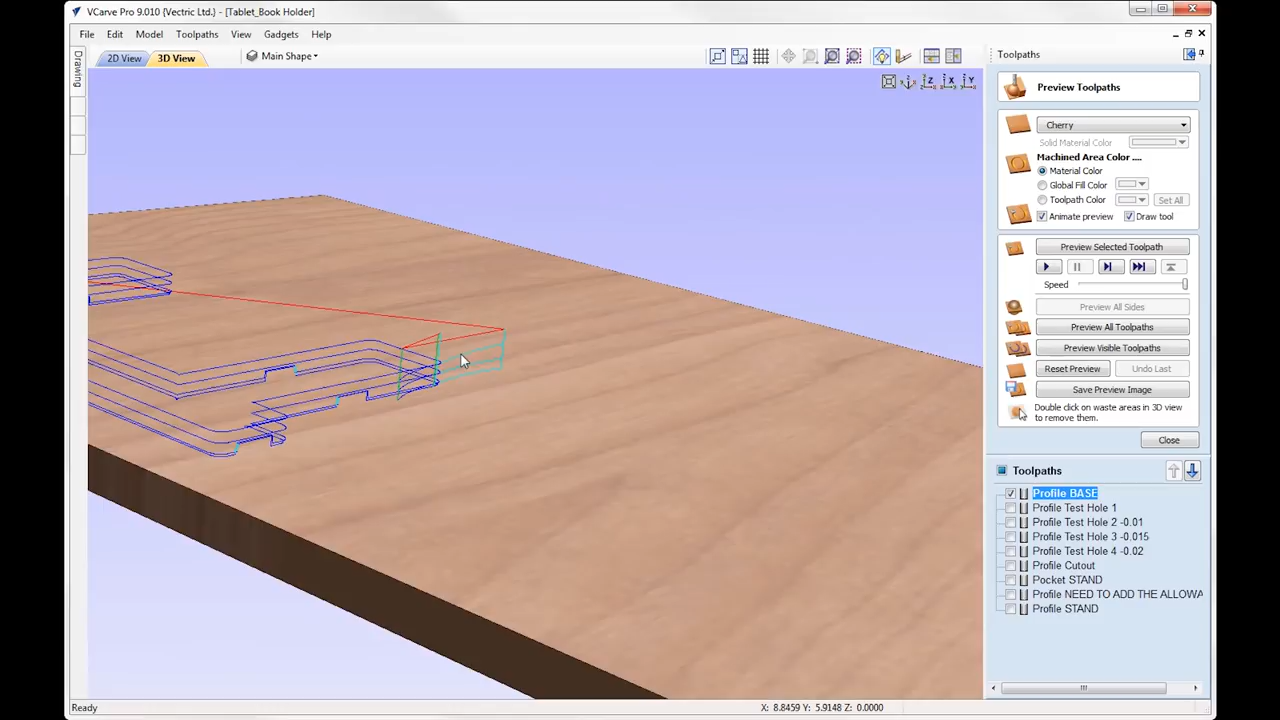 VCarve Pro 9.010 {Vectric Ltd.} - [Tablet_Book Holder]
File Edit Model Toolpaths View Gadgets Help
Drawing
2D View 3D View Main Shape
Z X Y
Toolpaths
Preview Toolpaths
Cherry
Solid Material Color
Machined Area Color ....
Material Color
Global Fill Color
Toolpath Color Set All
Animate preview Draw tool
Preview Selected Toolpath
Speed
Preview All Sides
Preview All Toolpaths
Preview Visible Toolpaths
Reset Preview Undo Last
Save Preview Image
Double click on waste areas in 3D view
to remove them.
Close
Toolpaths
Profile BASE
Profile Test Hole 1
Profile Test Hole 2 -0.01
Profile Test Hole 3 -0.015
Profile Test Hole 4 -0.02
Profile Cutout
Pocket STAND
Profile NEED TO ADD THE ALLOWA
Profile STAND
Ready X: 8.8459 Y: 5.9148 Z: 0.0000